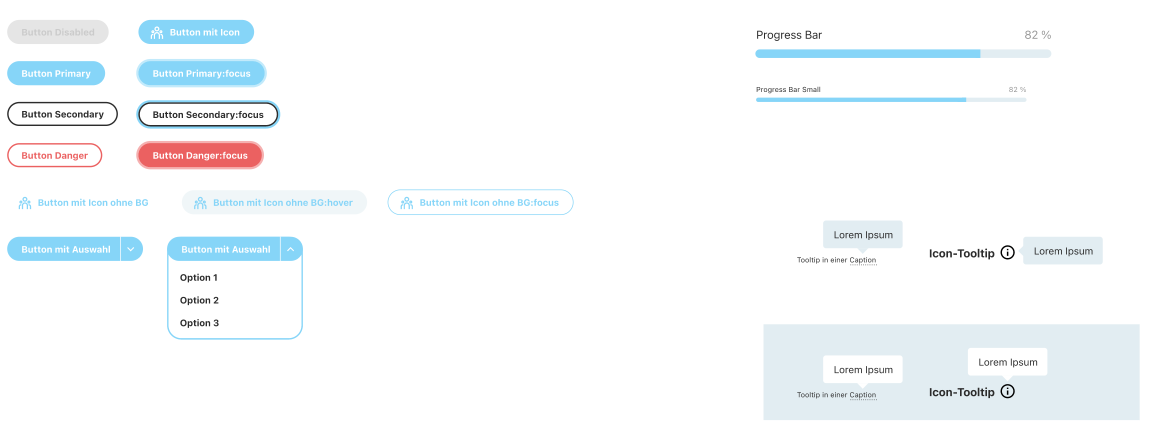 Button Disabled
Button mit Icon
Button Primary
Button Primary:focus
Button Secondary
Button Secondary:focus
Button Danger
Button Danger:focus
Button mit Icon ohne BG
Button mit Icon ohne BG:hover
Button mit Icon ohne BG:focus
Button mit Auswahl
Button mit Auswahl
Option 1
Option 2
Option 3
Progress Bar
82 %
Progress Bar Small
82 %
Lorem Ipsum
Tooltip in einer Caption
Icon-Tooltip
Lorem Ipsum
Lorem Ipsum
Tooltip in einer Caption
Lorem Ipsum
Icon-Tooltip